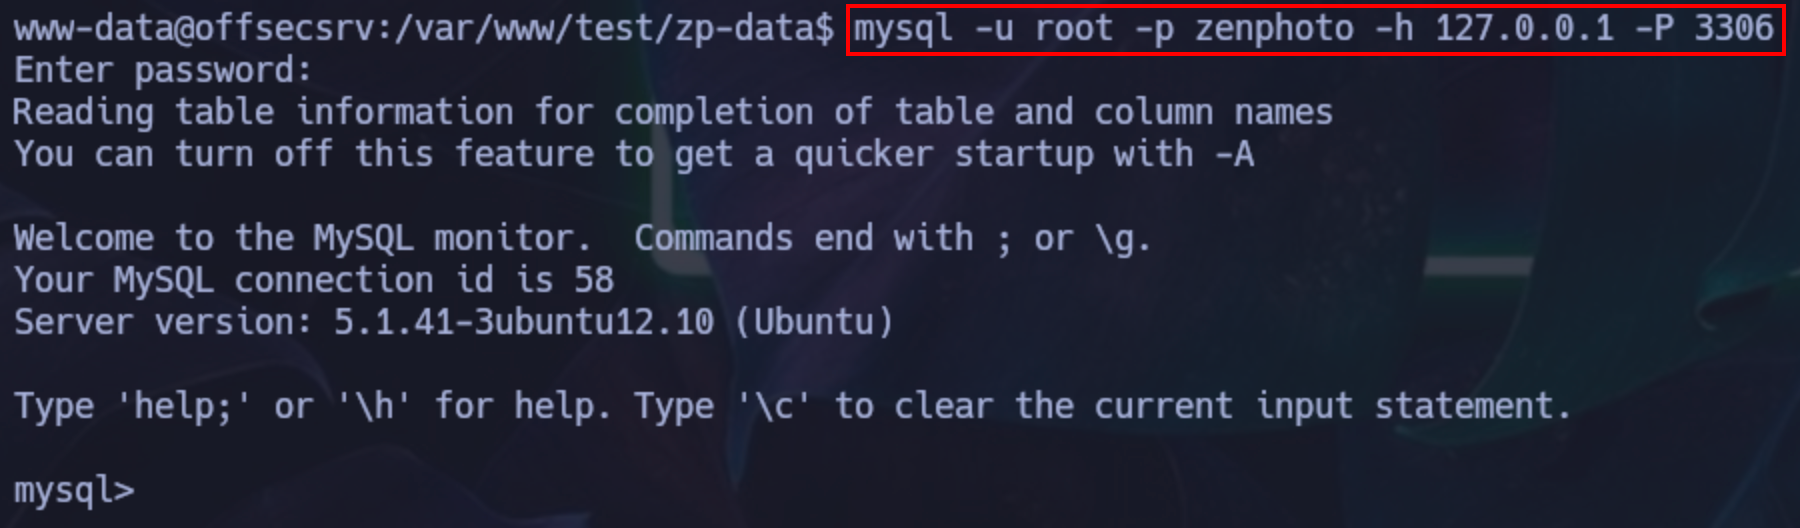 www-data@offsecsrv:/var/www/test/zp-data$ mysql -u root -p zenphoto -h 127.0.0.1 -P 3306
Enter password:
Reading table information for completion of table and column names
You can turn off this feature to get a quicker startup with -A
Welcome to the MySQL monitor.  Commands end with ; or \g.
Your MySQL connection id is 58
Server version: 5.1.41-3ubuntu12.10 (Ubuntu)
Type 'help;' or '\h' for help. Type '\c' to clear the current input statement.
mysql>